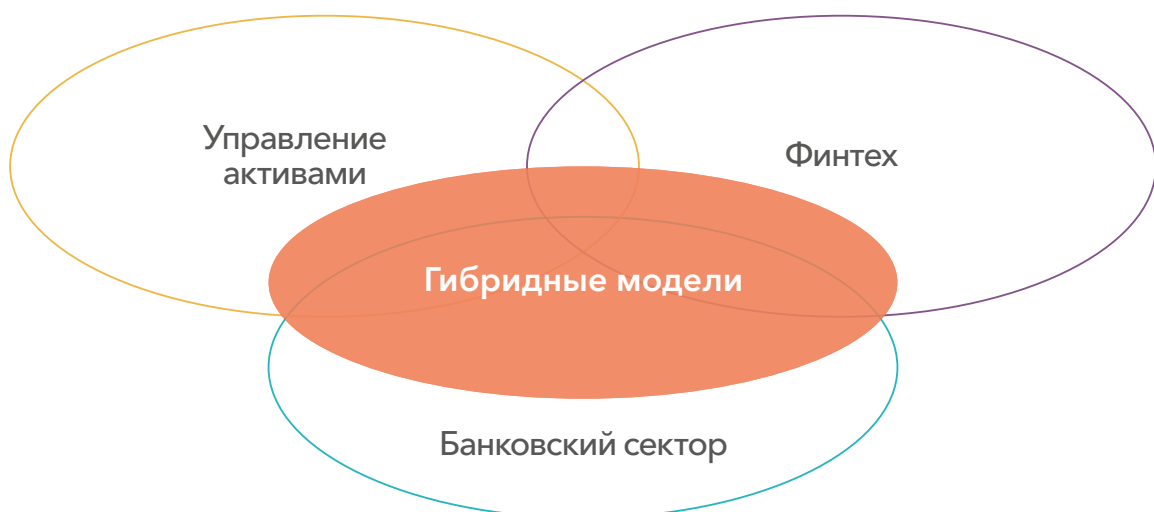 Управление
активами
Финтех
Гибридные модели
Банковский сектор